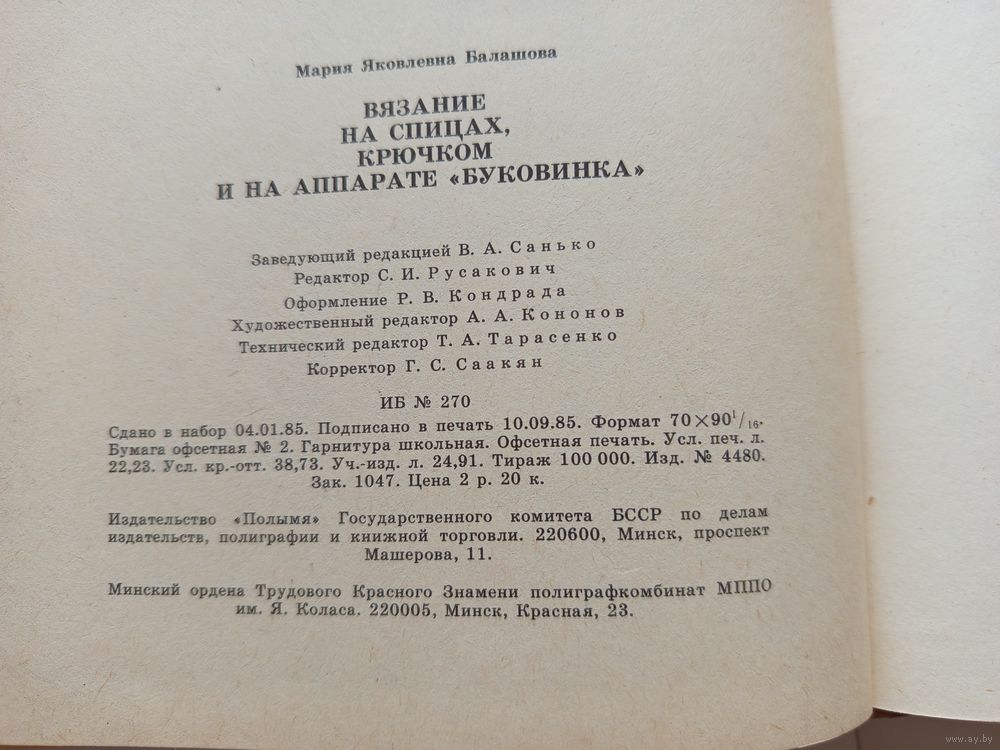 Мария Яковлевна Балашова
ВЯЗАНИЕ
НА СПИЦАХ,
КРЮЧКОМ
И НА АППАРАТЕ «БУКОВИНКА»
Заведующий редакцией В. А. Санько
Редактор С. И. Русакович
Оформление Р. В. Кондрада
Художественный редактор А. А. Кононов
Технический редактор Т. А. Тарасенко
Корректор Г. С. Саакян
ИБ № 270
Сдано в набор 04.01.85. Подписано в печать 10.09.85. Формат 70×90¹/₁₆.
Бумага офсетная № 2. Гарнитура школьная. Офсетная печать. Усл. печ. л.
22,23. Усл. кр.-отт. 38,73. Уч.-изд. л. 24,91. Тираж 100 000. Изд. № 4480.
Зак. 1047. Цена 2 р. 20 к.
Издательство «Полымя» Государственного комитета БССР по делам
издательств, полиграфии и книжной торговли. 220600, Минск, проспект
Машерова, 11.
Минский ордена Трудового Красного Знамени полиграфкомбинат МППО
им. Я. Коласа. 220005, Минск, Красная, 23.
www.ay.by